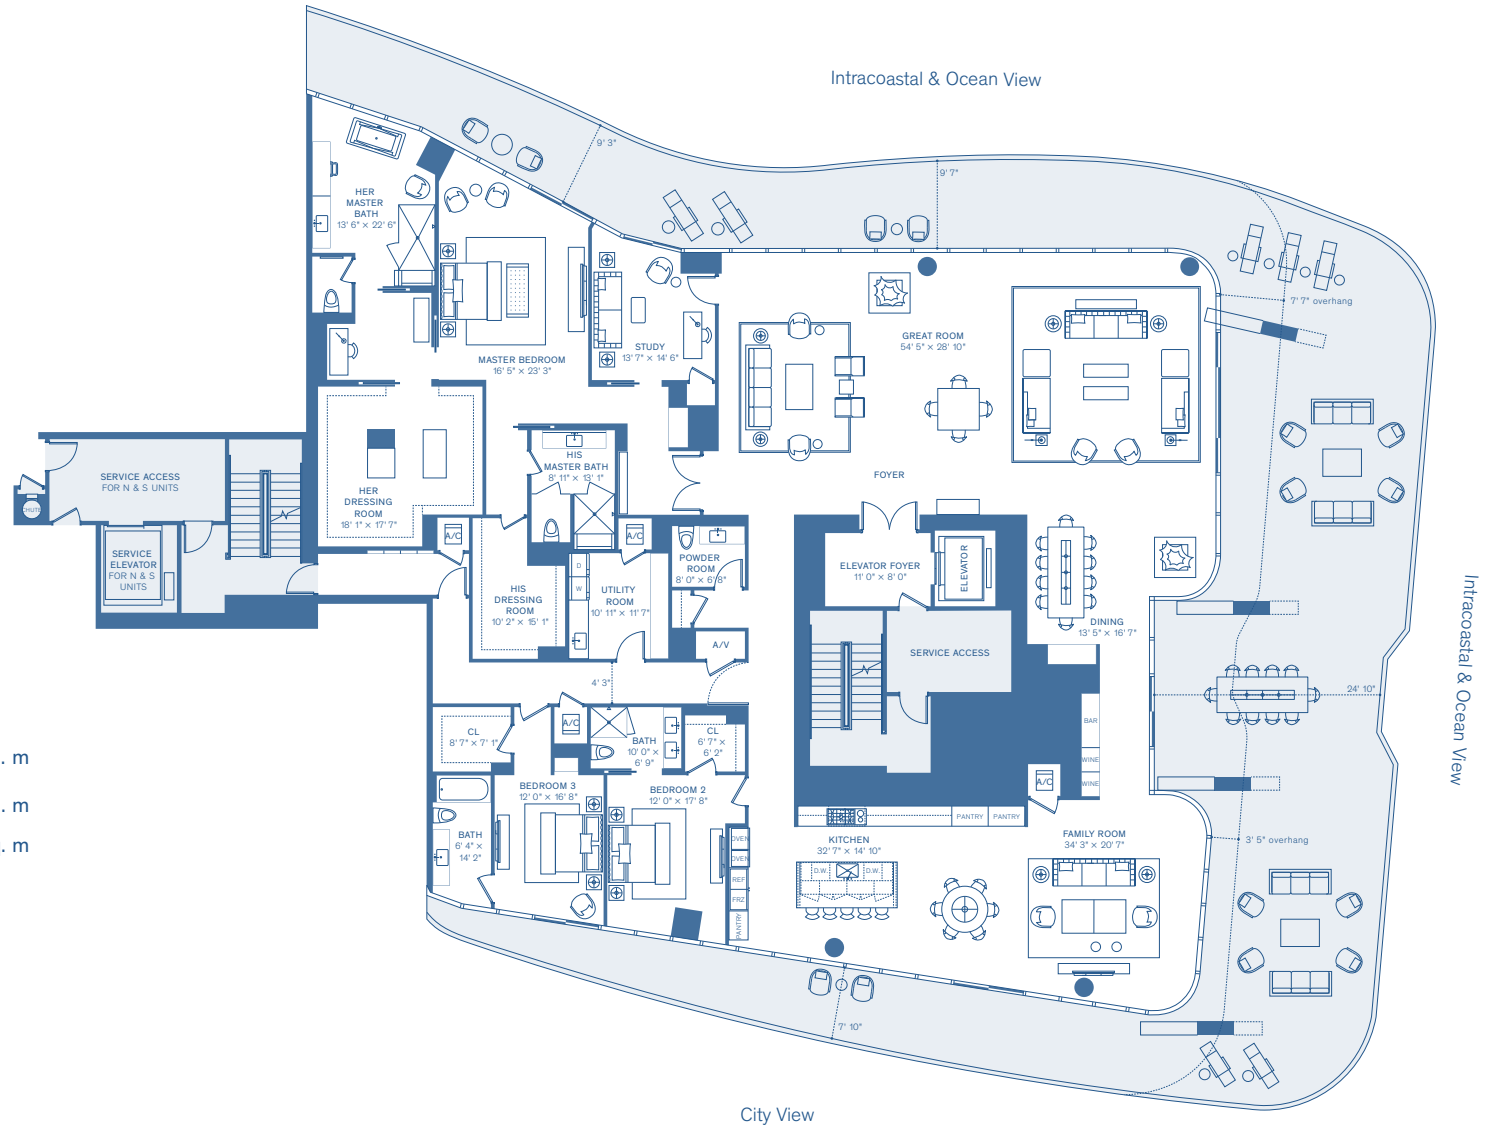 Intracoastal & Ocean View
9' 3"
9' 7"
HER
MASTER
BATH
13' 6" × 22' 6"
7' 7" overhang
GREAT ROOM
54' 5" × 28' 10"
STUDY
13' 7" × 14' 6"
MASTER BEDROOM
16' 5" × 23' 3"
HIS
MASTER BATH
8' 11" × 13' 1"
FOYER
SERVICE ACCESS
FOR N & S UNITS
HER
DRESSING
ROOM
18' 1" × 17' 7"
CHUTE
A/C
A/C
SERVICE
ELEVATOR
FOR N & S
UNITS
POWDER
ROOM
8' 0" × 6' 8"
ELEVATOR FOYER
11' 0" × 8' 0"
ELEVATOR
D
W
HIS
DRESSING
ROOM
10' 2" × 15' 1"
UTILITY
ROOM
10' 11" × 11' 7"
DINING
13' 5" × 16' 7"
A/V
SERVICE ACCESS
4' 3"
24' 10"
Intracoastal & Ocean View
CL
8' 7" × 7' 1"
A/C
BATH
10' 0" ×
6' 9"
CL
6' 7" ×
6' 2"
BAR
WINE
WINE
A/C
. m
. m
. m
BEDROOM 3
12' 0" × 16' 8"
BEDROOM 2
12' 0" × 17' 8"
PANTRY
PANTRY
BATH
6' 4" ×
14' 2"
OVEN
OVEN
REF
FRZ
PANTRY
KITCHEN
32' 7" × 14' 10"
D.W.
D.W.
FAMILY ROOM
34' 3" × 20' 7"
3' 5" overhang
7' 10"
City View